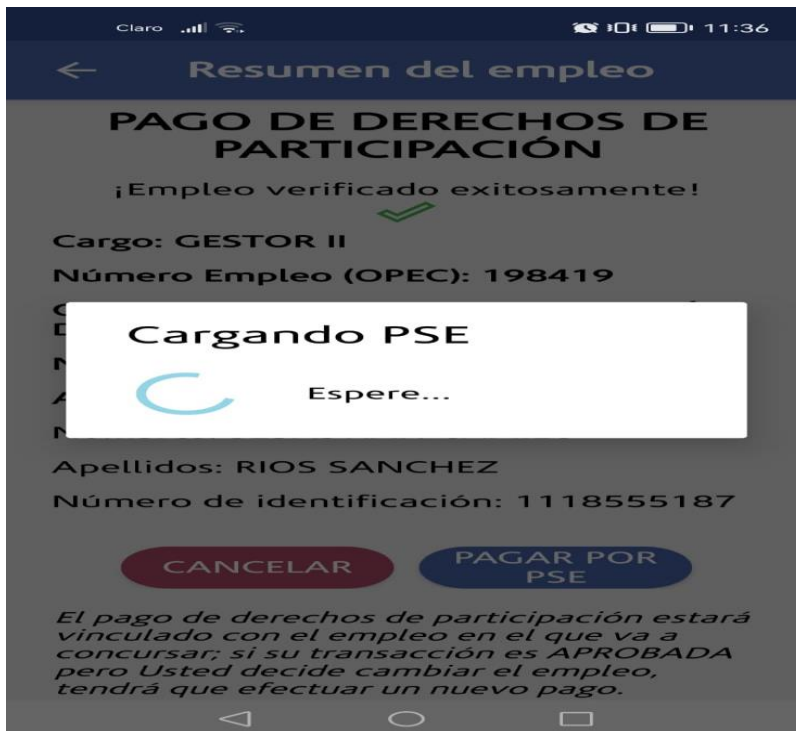 Claro 11:36
Resumen del empleo
PAGO DE DERECHOS DE
PARTICIPACIÓN
¡Empleo verificado exitosamente!
Cargo: GESTOR II
Número Empleo (OPEC): 198419
Cargando PSE
Espere...
Apellidos: RIOS SANCHEZ
Número de identificación: 1118555187
CANCELAR
PAGAR POR
PSE
El pago de derechos de participación estará
vinculado con el empleo en el que va a
concursar; si su transacción es APROBADA
pero Usted decide cambiar el empleo,
tendrá que efectuar un nuevo pago.